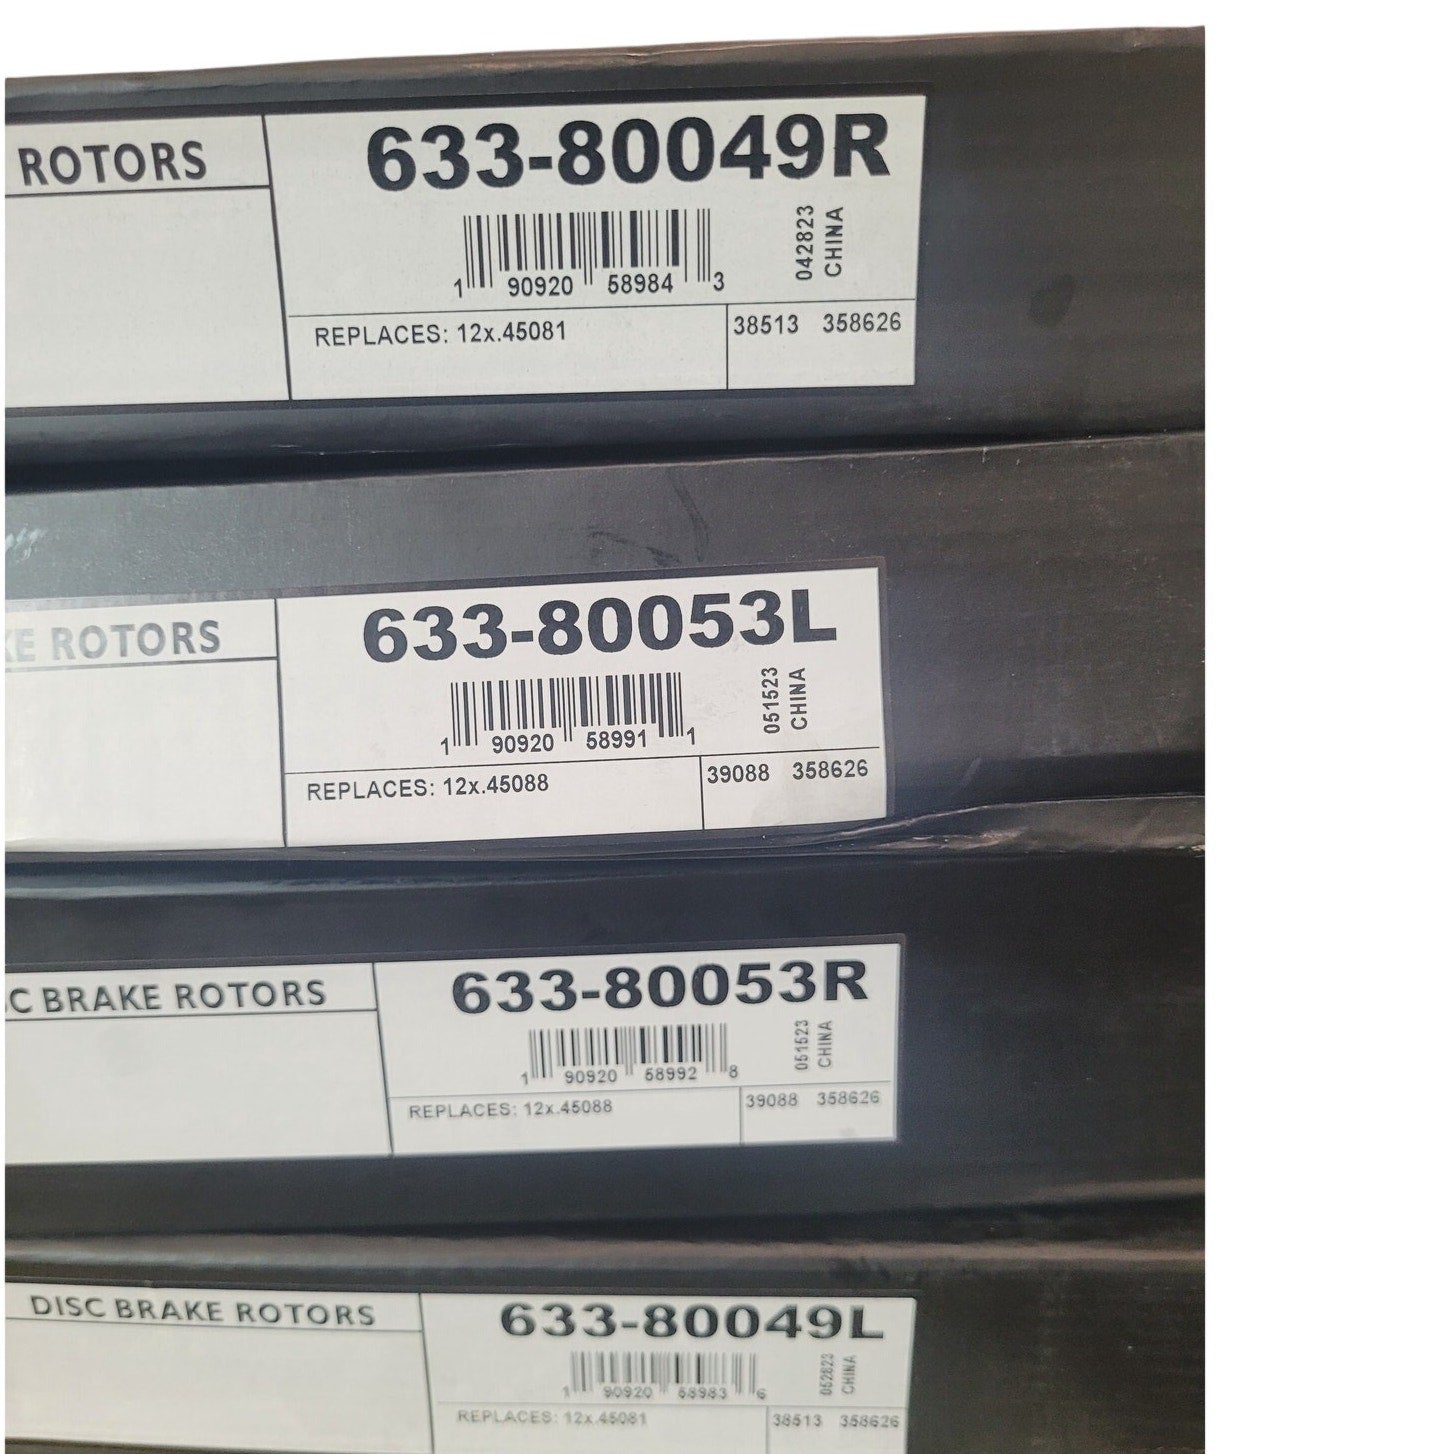 ROTORS
633-80049R
042823
CHINA
1 90920 58984 3
REPLACES: 12x.45081
38513 358626
KE ROTORS
633-80053L
051523
CHINA
1 90920 58991 1
REPLACES: 12x.45088
39088 358626
SC BRAKE ROTORS
633-80053R
051523
CHINA
1 90920 58992 8
REPLACES: 12x.45088
39088 358626
DISC BRAKE ROTORS
633-80049L
052823
CHINA
1 90920 58983 6
REPLACES: 12x.45081
38513 358626